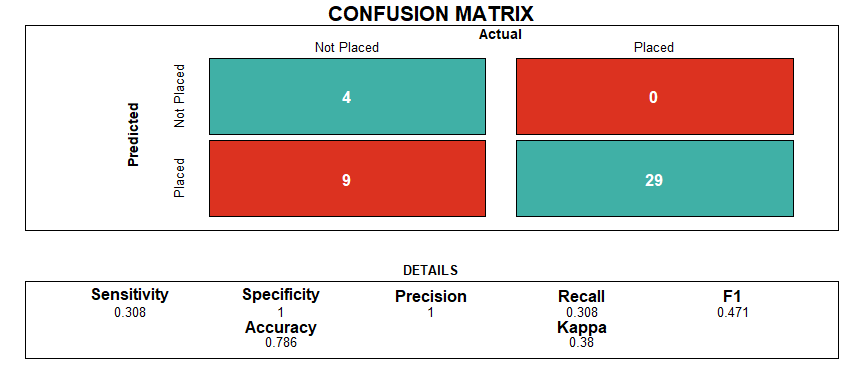 CONFUSION MATRIX
Actual
Not Placed Placed
Predicted
Not Placed
4 0
Placed
9 29
DETAILS
Sensitivity Specificity Precision Recall F1
0.308 1 1 0.308 0.471
Accuracy Kappa
0.786 0.38